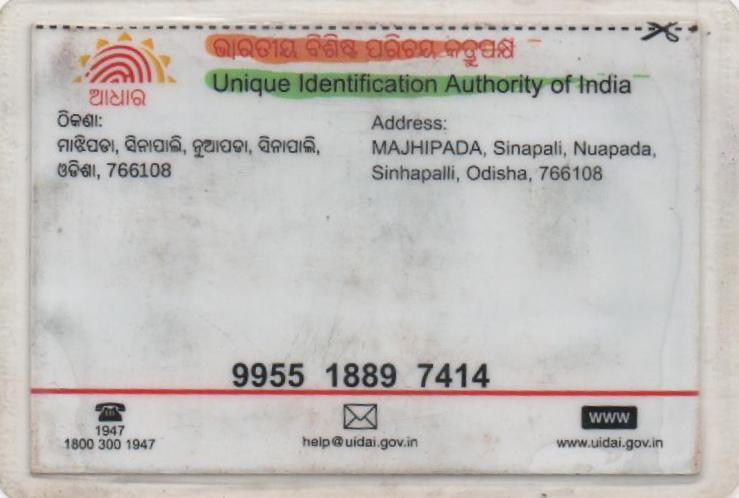 ଭାରତୀୟ ବିଶିଷ୍ଟ ପରିଚୟ କର୍ତ୍ତୃପକ୍ଷ
Unique Identification Authority of India
ଆଧାର
ଠିକଣା:
ମାଝିପଡା, ସିନାପାଲି, ନୁଆପଡା, ସିନାପାଲି,
ଓଡିଶା, 766108
Address:
MAJHIPADA, Sinapali, Nuapada,
Sinhapalli, Odisha, 766108
9955 1889 7414
1947
1800 300 1947
help@uidai.gov.in
www
www.uidai.gov.in